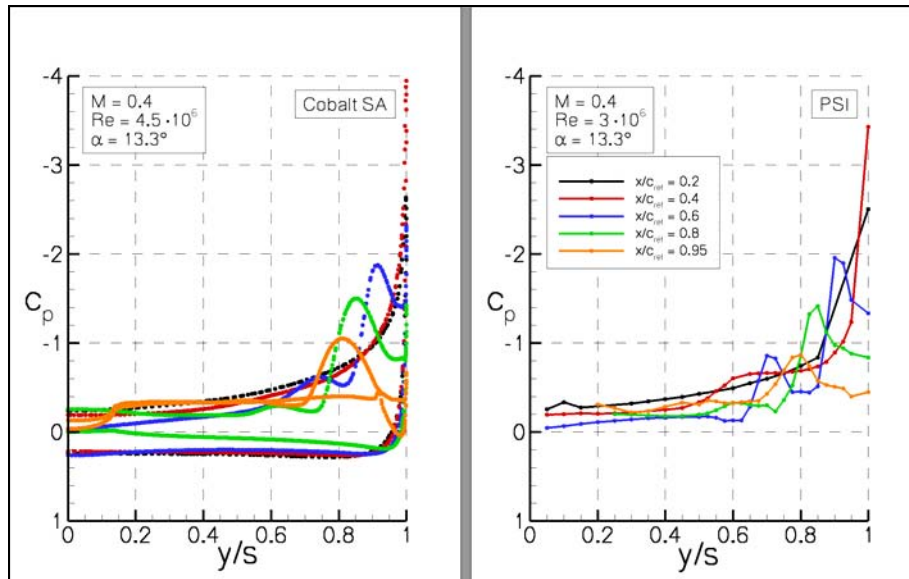 -4
-3
-2
-1
0
1
C_p
M = 0.4
Re = 4.5·10⁶
α = 13.3°
Cobalt SA
0 0.2 0.4 0.6 0.8 1
y/s
-4
-3
-2
-1
0
1
C_p
M = 0.4
Re = 3·10⁶
α = 13.3°
PSI
x/c_ref = 0.2
x/c_ref = 0.4
x/c_ref = 0.6
x/c_ref = 0.8
x/c_ref = 0.95
0 0.2 0.4 0.6 0.8 1
y/s